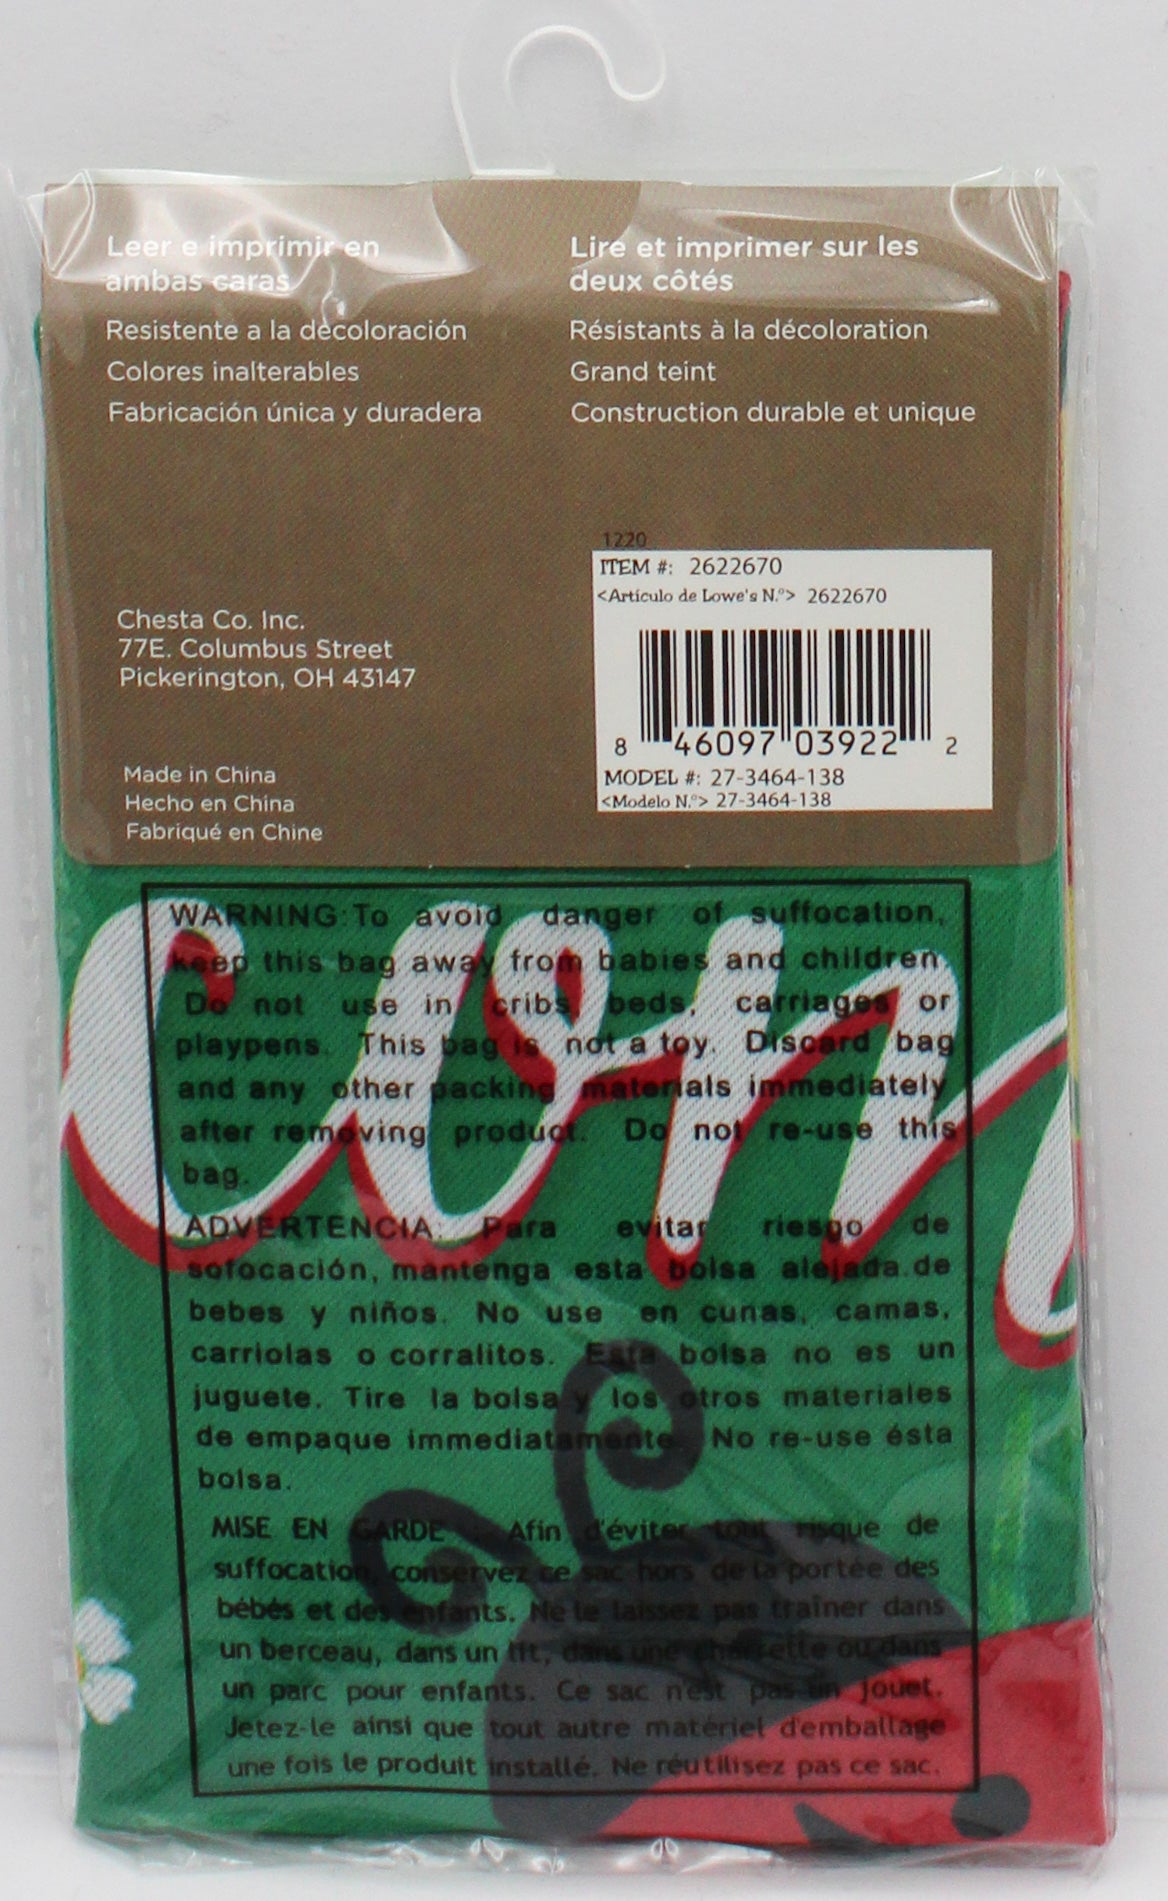 Leer e imprimir en
ambas caras
Resistente a la decoloración
Colores inalterables
Fabricación única y duradera
Lire et imprimer sur les
deux côtés
Résistants à la décoloration
Grand teint
Construction durable et unique
Chesta Co. Inc.
77E. Columbus Street
Pickerington, OH 43147
Made in China
Hecho en China
Fabriqué en Chine
1220
ITEM #: 2622670
<Artículo de Lowe's N.º> 2622670
8 46097 03922 2
MODEL #: 27-3464-138
<Modelo N.º> 27-3464-138
WARNING:To avoid danger of suffocation,
keep this bag away from babies and children
Do not use in cribs, beds, carriages or
playpens. This bag is not a toy. Discard bag
and any other packing materials immediately
after removing product. Do not re-use this
bag.
ADVERTENCIA: Para evitar riesgo de
sofocación, mantenga esta bolsa alejada.de
bebes y niños. No use en cunas, camas,
carriolas o corralitos. Esta bolsa no es un
juguete. Tire la bolsa y los otros materiales
de empaque immediatamente. No re-use ésta
bolsa.
MISE EN GARDE : Afin d'éviter tout risque de
suffocation, conservez ce sac hors de la portée des
bébés et des enfants. Ne le laissez pas traîner dans
un berceau, dans un lit, dans une charrette ou dans
un parc pour enfants. Ce sac n'est pas un jouet.
Jetez-le ainsi que tout autre matériel d'emballage
une fois le produit installé. Ne réutilisez pas ce sac.